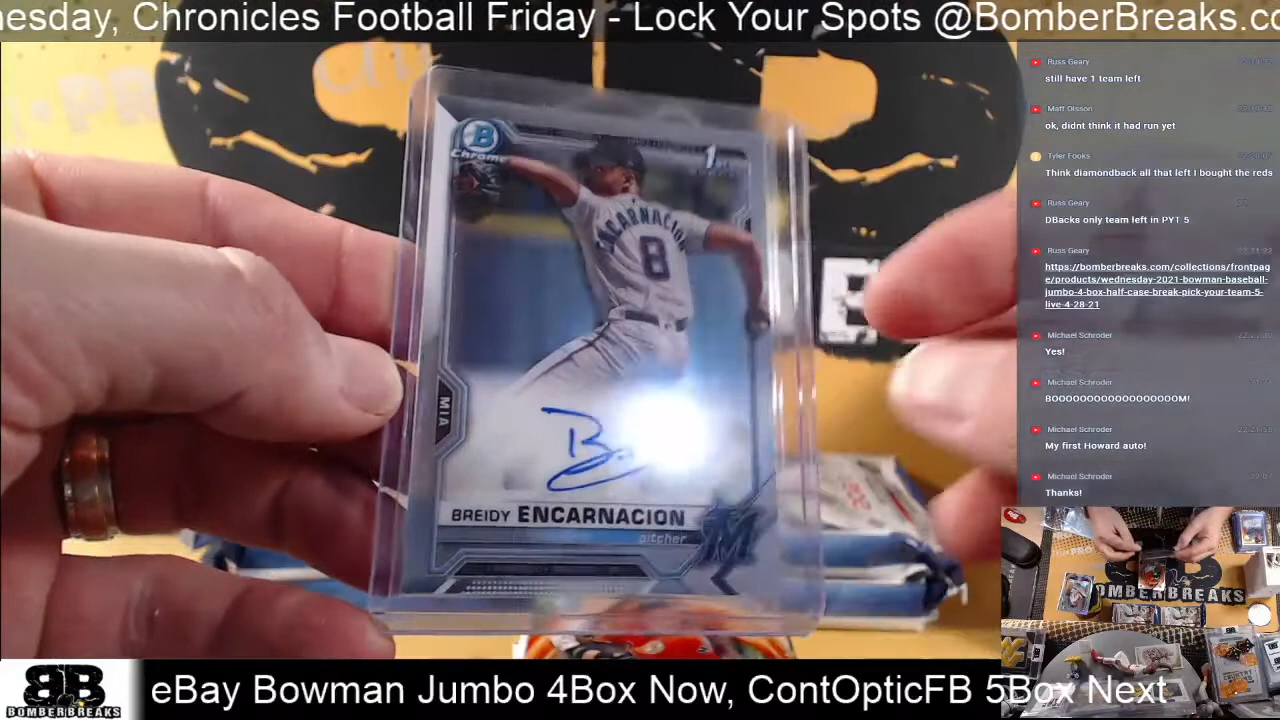 nesday, Chronicles Football Friday - Lock Your Spots @BomberBreaks.co
Russ Geary
still have 1 team left
Matt Olsson
ok, didnt think it had run yet
Tyler Fooks
Think diamondback all that left I bought the reds
Russ Geary
DBacks only team left in PYT 5
Russ Geary
https://bomberbreaks.com/collections/frontpag
e/products/wednesday-2021-bowman-baseball-
jumbo-4-box-half-case-break-pick-your-team-5-
live-4-28-21
Michael Schroder
Yes!
Michael Schroder
BOOOOOOOOOOOOOOOOOOM!
Michael Schroder
My first Howard auto!
Michael Schroder
Thanks!
B
Chrome
1st
ENCARNACION
8
MIA
BREIDY ENCARNACION
pitcher
M
OMBERBREAKS
BB
BOMBERBREAKS
eBay Bowman Jumbo 4Box Now, ContOpticFB 5Box Next